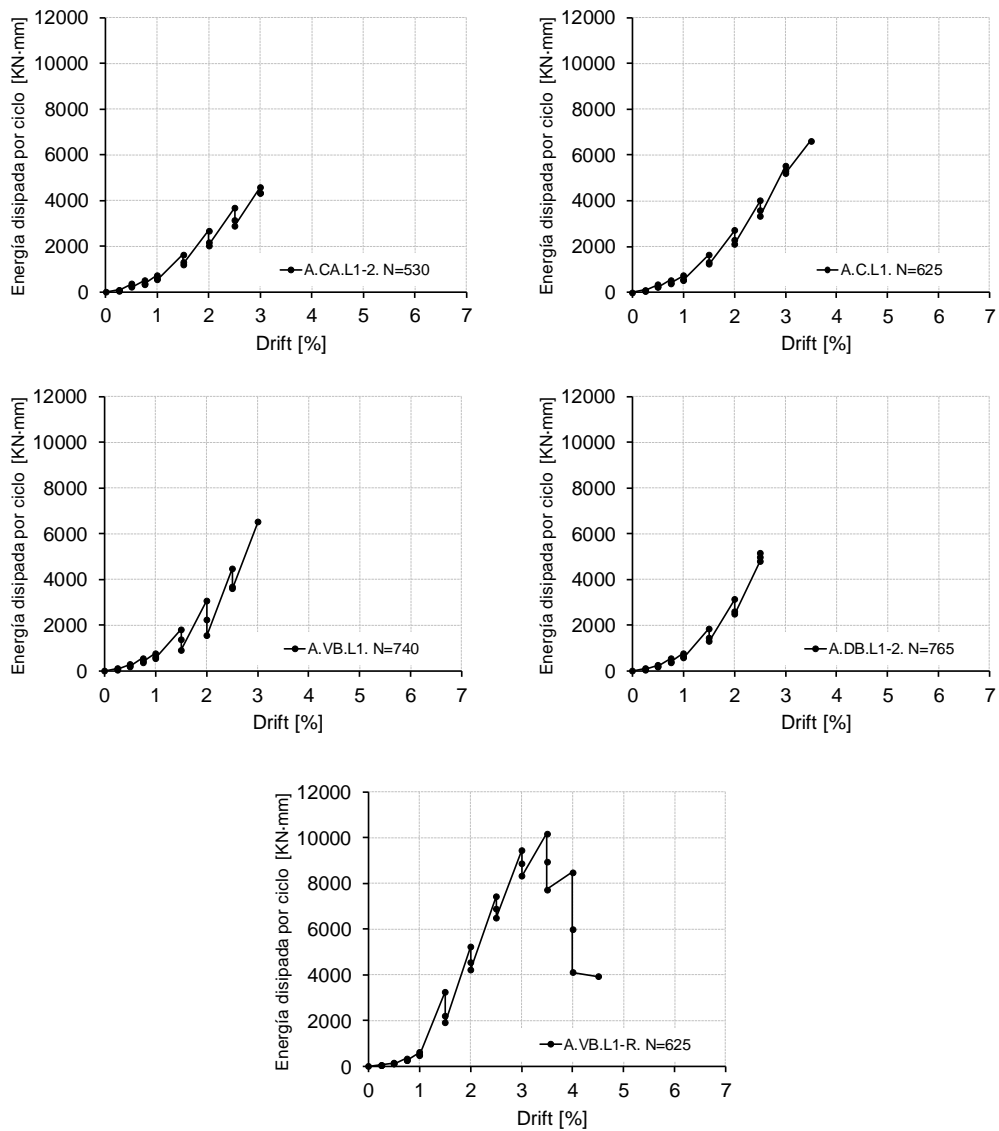 12000
10000
8000
6000
4000
2000
0
Energía disipada por ciclo [KN·mm]
A.CA.L1-2. N=530
0 1 2 3 4 5 6 7
Drift [%]
12000
10000
8000
6000
4000
2000
0
Energía disipada por ciclo [KN·mm]
A.C.L1. N=625
0 1 2 3 4 5 6 7
Drift [%]
12000
10000
8000
6000
4000
2000
0
Energía disipada por ciclo [KN·mm]
A.VB.L1. N=740
0 1 2 3 4 5 6 7
Drift [%]
12000
10000
8000
6000
4000
2000
0
Energía disipada por ciclo [KN·mm]
A.DB.L1-2. N=765
0 1 2 3 4 5 6 7
Drift [%]
12000
10000
8000
6000
4000
2000
0
Energía disipada por ciclo [KN·mm]
A.VB.L1-R. N=625
0 1 2 3 4 5 6 7
Drift [%]